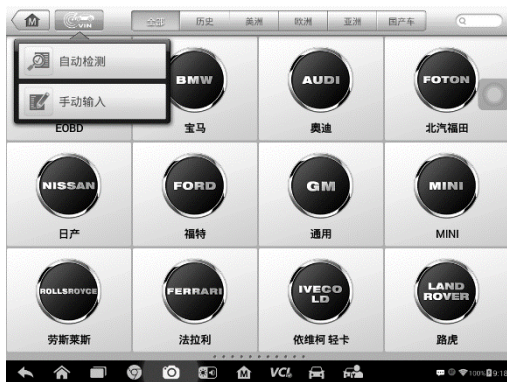 VIN
全部 历史 美洲 欧洲 亚洲 国产车
自动检测
手动输入
BMW AUDI FOTON
EOBD 宝马 奥迪 北汽福田
NISSAN FORD GM MINI
日产 福特 通用 MINI
ROLLSROYCE FERRARI IVECO LD LAND ROVER
劳斯莱斯 法拉利 依维柯 轻卡 路虎
VCI 100% 9:18